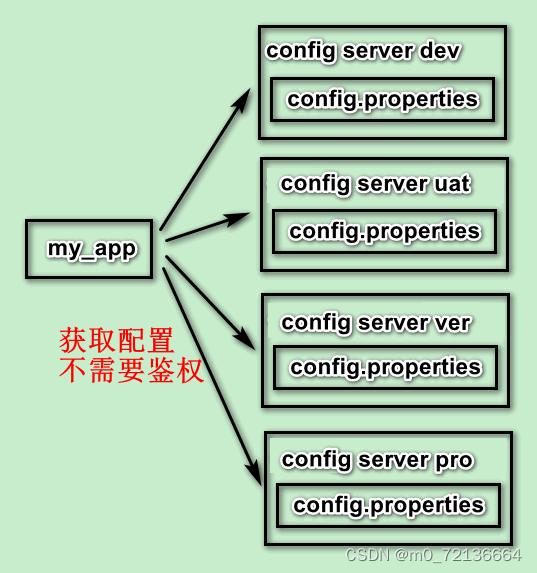 config server dev
config.properties
config server uat
config.properties
my_app
config server ver
config.properties
获取配置
不需要鉴权
config server pro
config.properties
CSDN @m0_72136664